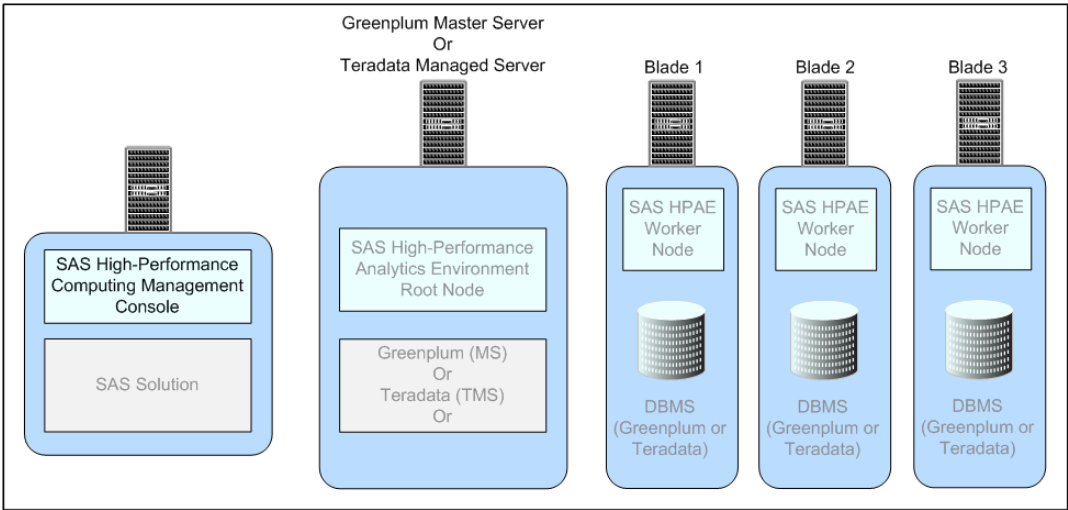 Greenplum Master Server
Or
Teradata Managed Server
Blade 1
Blade 2
Blade 3
SAS High-Performance
Computing Management
Console
SAS Solution
SAS High-Performance
Analytics Environment
Root Node
Greenplum (MS)
Or
Teradata (TMS)
Or
SAS HPAE
Worker
Node
DBMS
(Greenplum or
Teradata)
SAS HPAE
Worker
Node
DBMS
(Greenplum or
Teradata)
SAS HPAE
Worker
Node
DBMS
(Greenplum or
Teradata)